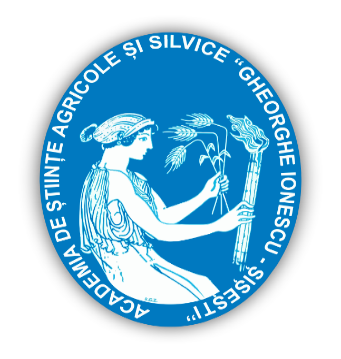 ACADEMIA DE ȘTIINȚE AGRICOLE ȘI SILVICE "GHEORGHE IONESCU - ȘIȘEȘTI"